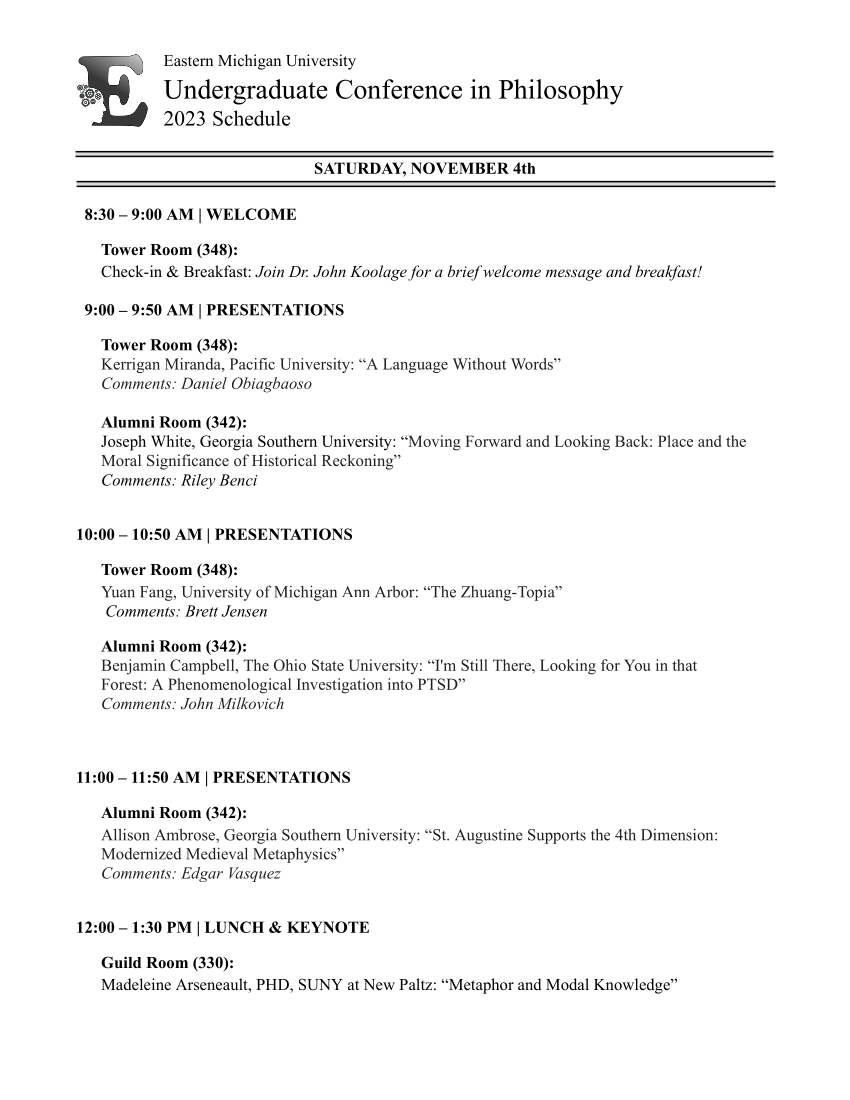 Eastern Michigan University
Undergraduate Conference in Philosophy
2023 Schedule
SATURDAY, NOVEMBER 4th
8:30 – 9:00 AM | WELCOME
Tower Room (348):
Check-in & Breakfast: Join Dr. John Koolage for a brief welcome message and breakfast!
9:00 – 9:50 AM | PRESENTATIONS
Tower Room (348):
Kerrigan Miranda, Pacific University: “A Language Without Words”
Comments: Daniel Obiagbaoso
Alumni Room (342):
Joseph White, Georgia Southern University: “Moving Forward and Looking Back: Place and the
Moral Significance of Historical Reckoning”
Comments: Riley Benci
10:00 – 10:50 AM | PRESENTATIONS
Tower Room (348):
Yuan Fang, University of Michigan Ann Arbor: “The Zhuang-Topia”
Comments: Brett Jensen
Alumni Room (342):
Benjamin Campbell, The Ohio State University: “I'm Still There, Looking for You in that
Forest: A Phenomenological Investigation into PTSD”
Comments: John Milkovich
11:00 – 11:50 AM | PRESENTATIONS
Alumni Room (342):
Allison Ambrose, Georgia Southern University: “St. Augustine Supports the 4th Dimension:
Modernized Medieval Metaphysics”
Comments: Edgar Vasquez
12:00 – 1:30 PM | LUNCH & KEYNOTE
Guild Room (330):
Madeleine Arseneault, PHD, SUNY at New Paltz: “Metaphor and Modal Knowledge”